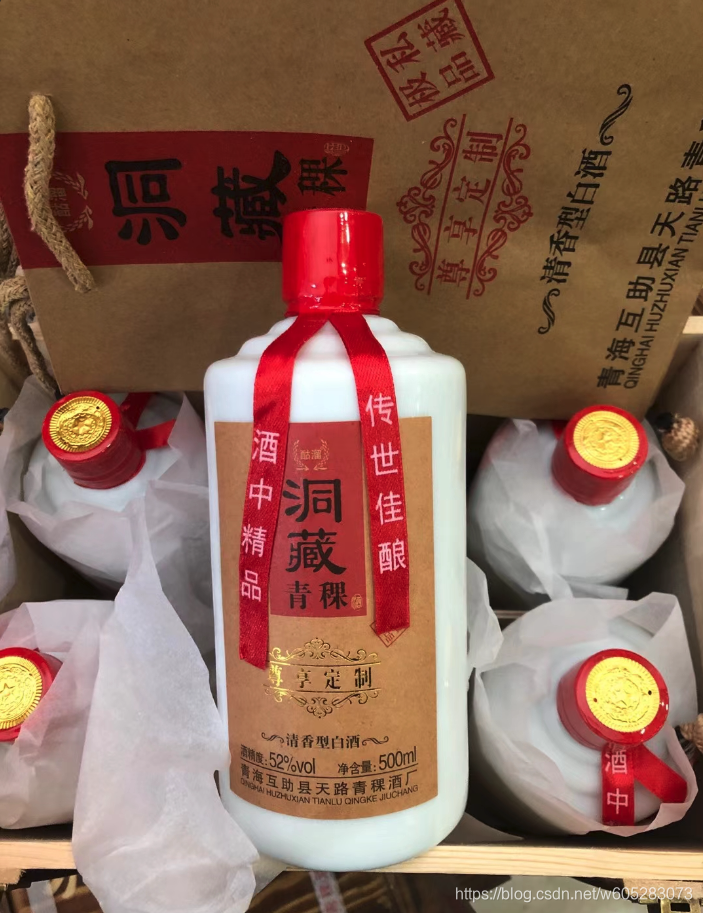 极私
藏品
洞藏
青稞
尊享定制
清香型白酒
青海互助县天路青
QINGHAI HUZHUXIAN TIANLU
酒中精品
传世佳酿
洞
藏
青稞
尊享定制
清香型白酒
酒精度:52%vol 净含量:500ml
青海互助县天路青稞酒厂
QINGHAI HUZHUXIAN TIANLU QINGKE JIUCHANG
酒中
https://blog.csdn.net/w605283073